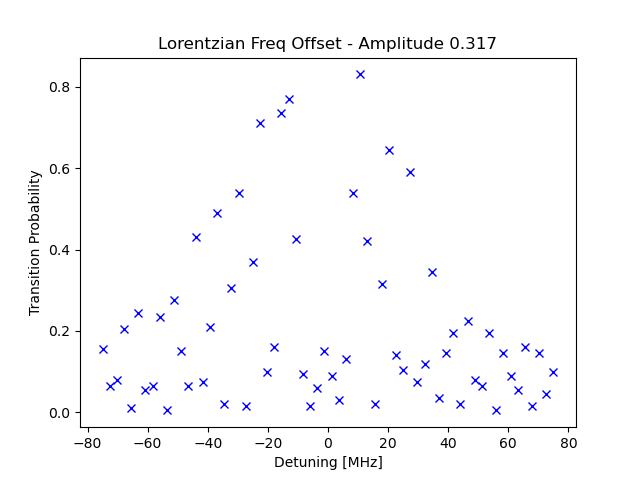 Lorentzian Freq Offset - Amplitude 0.317
Transition Probability
0.8
0.6
0.4
0.2
0.0
−80 −60 −40 −20 0 20 40 60 80
Detuning [MHz]